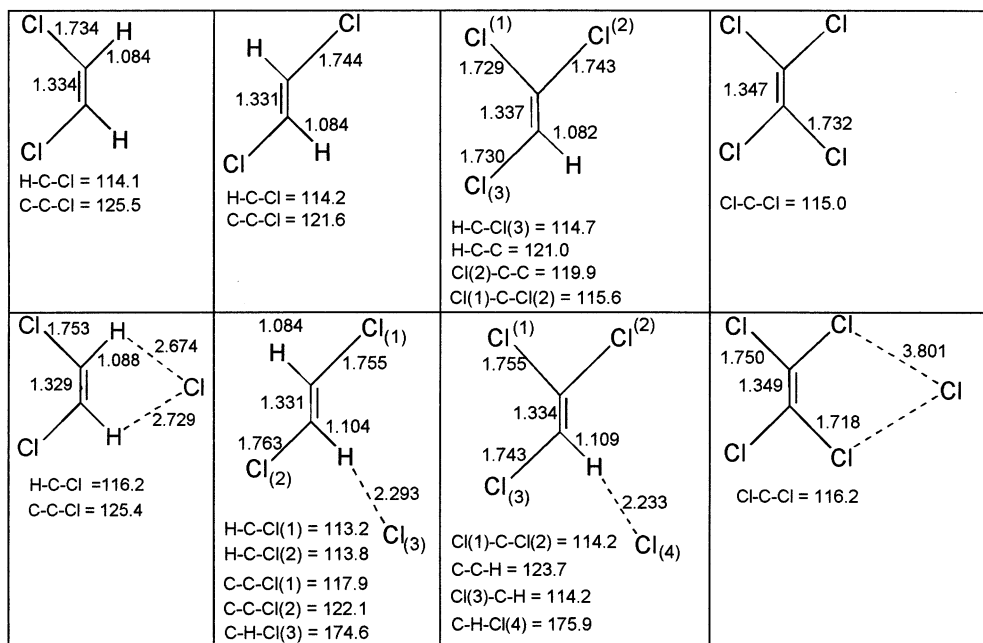 Cl
1.734
H
1.084
1.334
Cl
H
H-C-Cl = 114.1
C-C-Cl = 125.5
Cl
H
1.744
1.331
1.084
Cl
H
H-C-Cl = 114.2
C-C-Cl = 121.6
Cl(1)
Cl(2)
1.729
1.743
1.337
1.082
1.730
H
Cl(3)
H-C-Cl(3) = 114.7
H-C-C = 121.0
Cl(2)-C-C = 119.9
Cl(1)-C-Cl(2) = 115.6
Cl
Cl
1.347
1.732
Cl
Cl
Cl-C-Cl = 115.0
Cl
1.753
H
2.674
1.088
1.329
Cl
2.729
Cl
H
H-C-Cl =116.2
C-C-Cl = 125.4
1.084
Cl(1)
H
1.755
1.331
1.104
1.763
H
Cl(2)
2.293
Cl(3)
H-C-Cl(1) = 113.2
H-C-Cl(2) = 113.8
C-C-Cl(1) = 117.9
C-C-Cl(2) = 122.1
C-H-Cl(3) = 174.6
Cl(1)
Cl(2)
1.755
1.334
1.109
1.743
H
Cl(3)
2.233
Cl(4)
Cl(1)-C-Cl(2) = 114.2
C-C-H = 123.7
Cl(3)-C-H = 114.2
C-H-Cl(4) = 175.9
Cl
Cl
1.750
3.801
1.349
Cl
1.718
Cl
Cl
Cl-C-Cl = 116.2